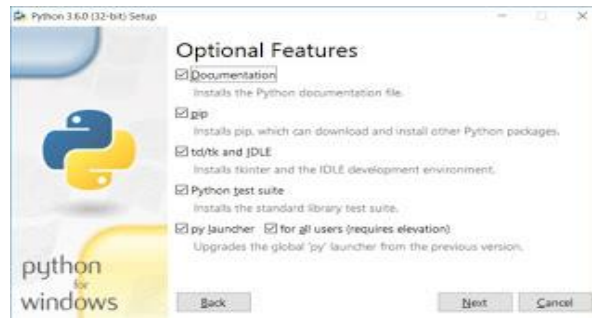 Python 3.6.0 (32-bit) Setup
Optional Features
Documentation
Installs the Python documentation file.
pip
Installs pip, which can download and install other Python packages.
tcl/tk and IDLE
Installs tkinter and the IDLE development environment.
Python test suite
Installs the standard library test suite.
py launcher for all users (requires elevation)
Upgrades the global 'py' launcher from the previous version.
python
for
windows
Back Next Cancel